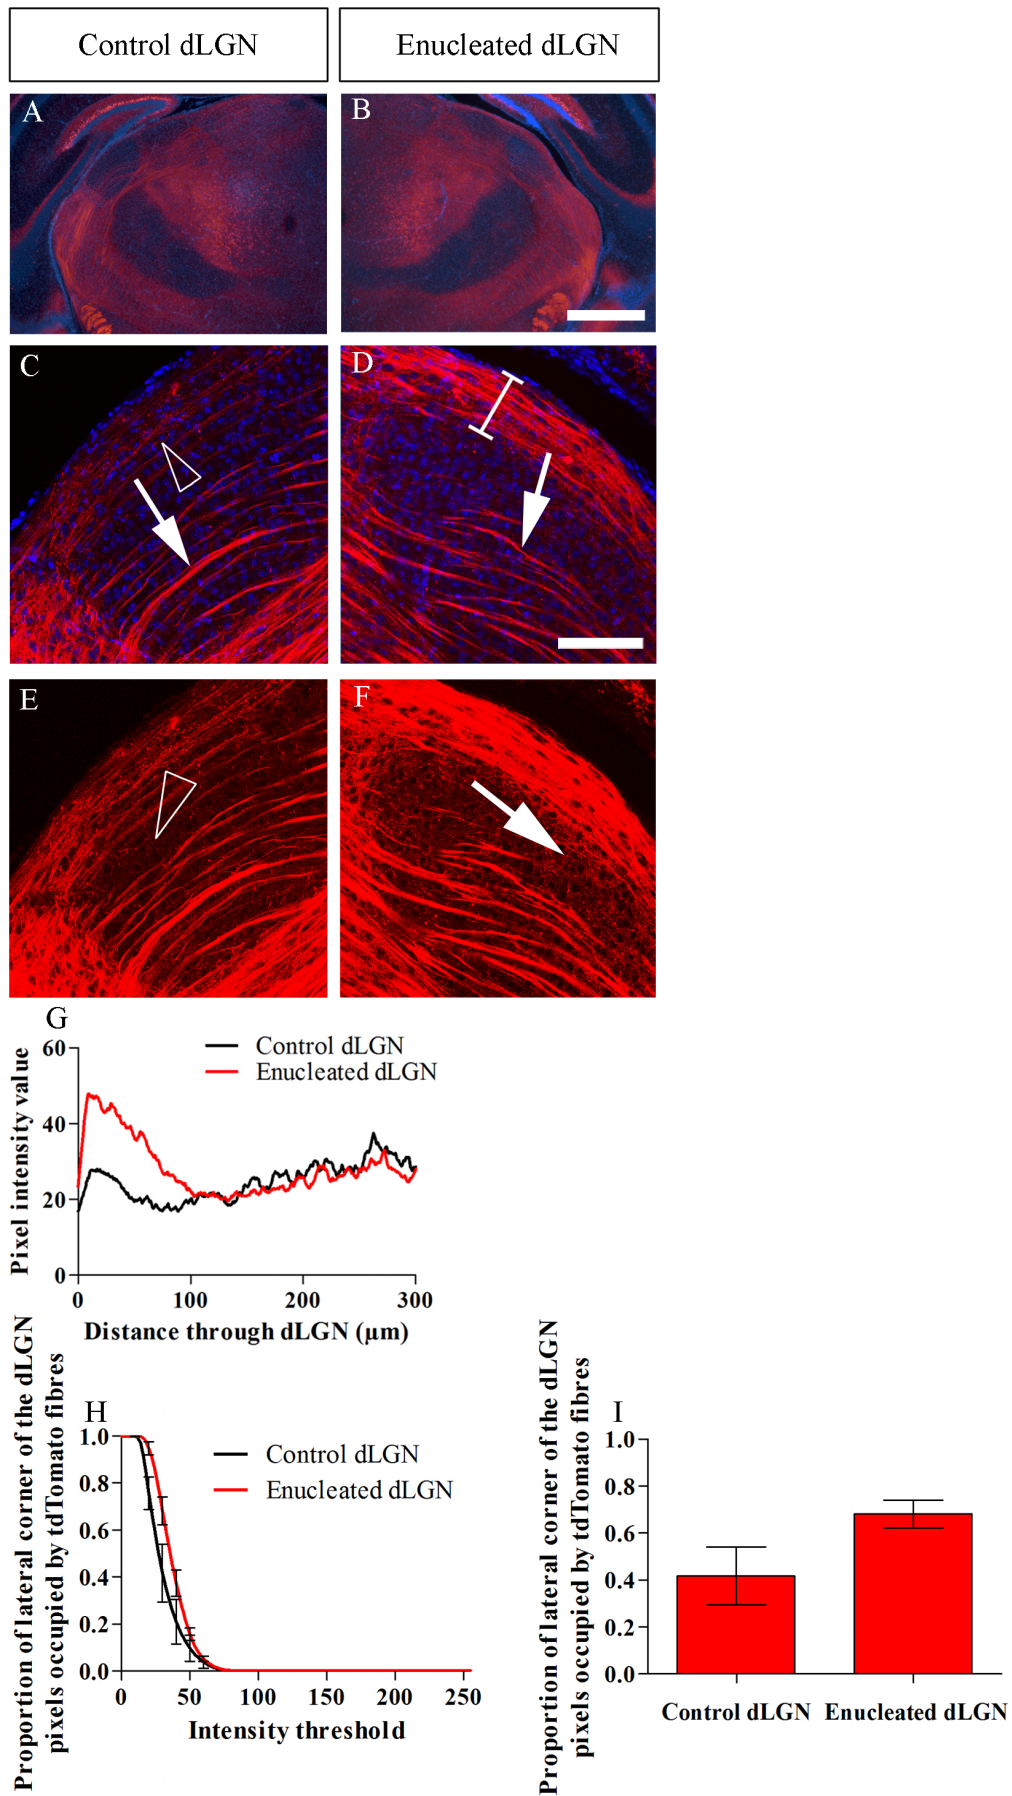 Control dLGN
Enucleated dLGN
A
B
C
D
E
F
G
Control dLGN
Enucleated dLGN
Pixel intensity value
60
40
20
0
0
100
200
300
Distance through dLGN (µm)
H
Proportion of lateral corner of the dLGN
pixels occupied by tdTomato fibres
Control dLGN
Enucleated dLGN
1.0
0.8
0.6
0.4
0.2
0.0
0
50
100
150
200
250
Intensity threshold
I
Proportion of lateral corner of the dLGN
pixels occupied by tdTomato fibres
1.0
0.8
0.6
0.4
0.2
0.0
Control dLGN
Enucleated dLGN